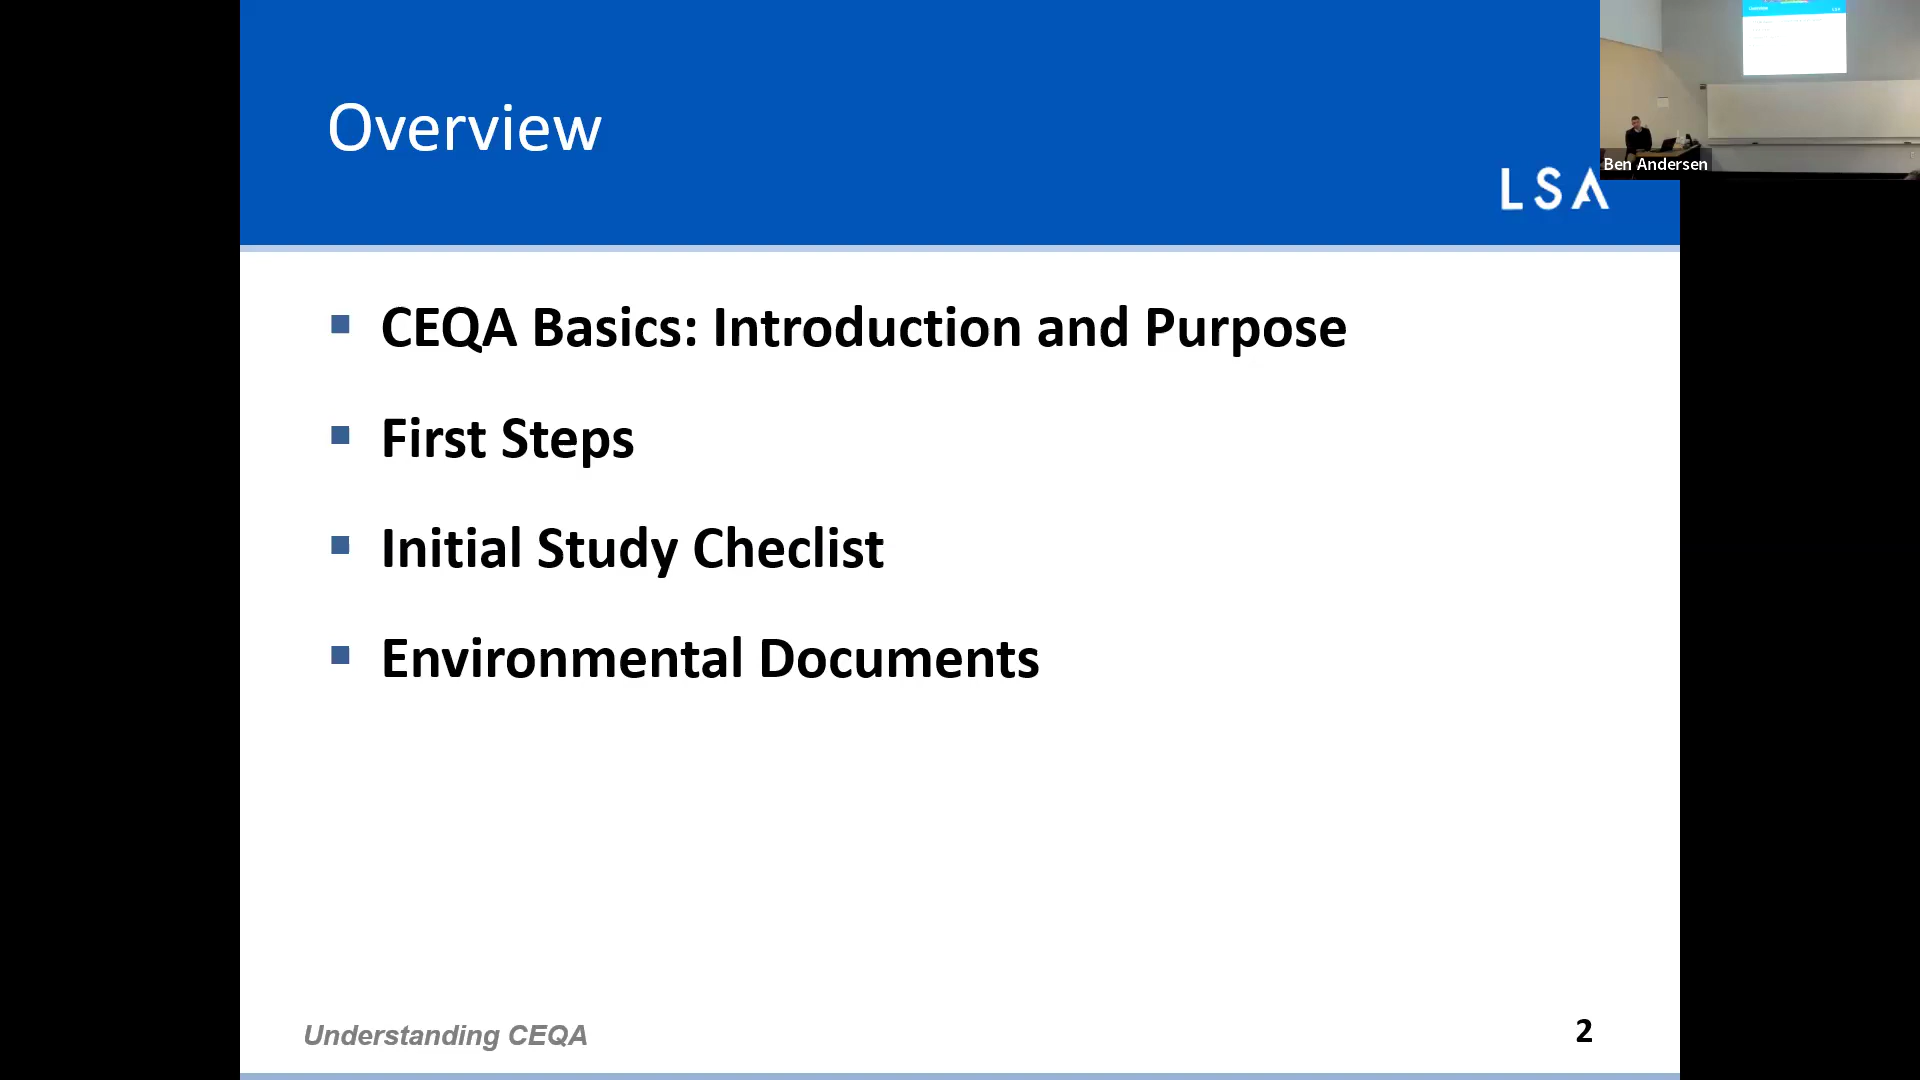 Overview
LSA
Ben Andersen
CEQA Basics: Introduction and Purpose
First Steps
Initial Study Checlist
Environmental Documents
Understanding CEQA
2